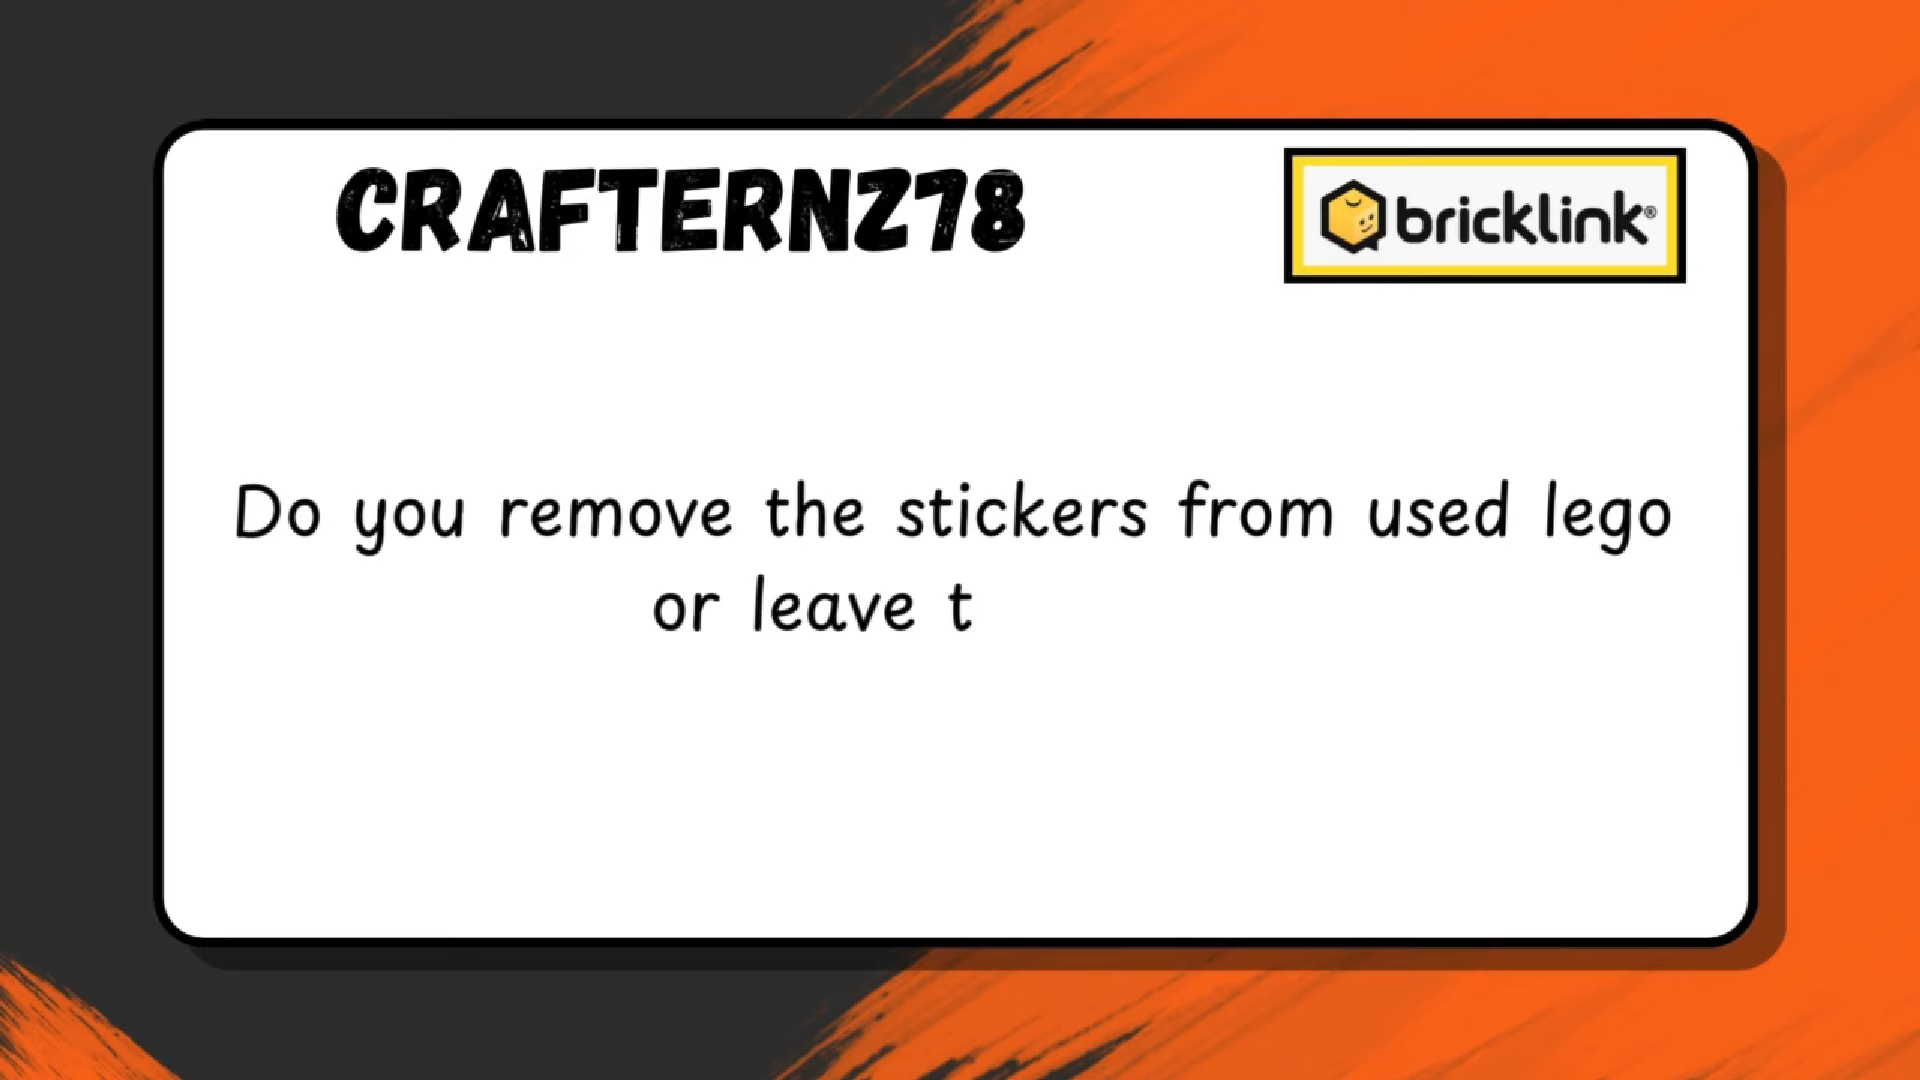 CRAFTERNZ78
bricklink®
Do you remove the stickers from used lego
or leave t